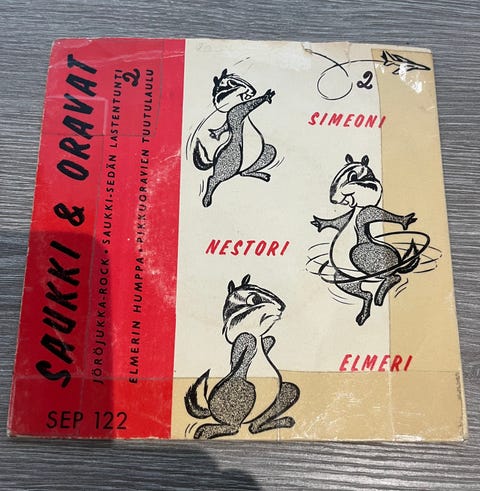 SAUKKI & ORAVAT
2
JÖRÖJUKKA-ROCK • SAUKKI-SEDÄN LASTENTUNTI
ELMERIN HUMPPA • PIKKUORAVIEN TUUTULAULU
SEP 122
2
SIMEONI
NESTORI
ELMERI